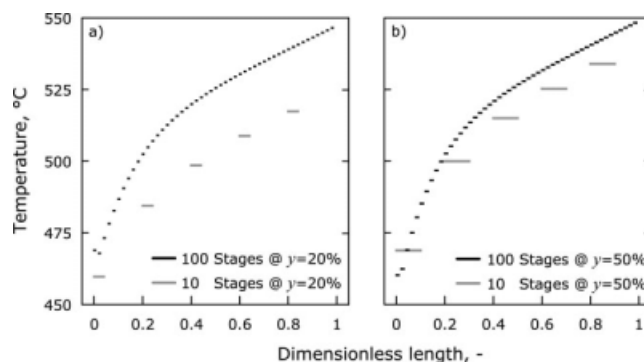 550
525
500
475
450
Temperature, °C
a)
100 Stages @ y=20%
10 Stages @ y=20%
0 0.2 0.4 0.6 0.8 1
b)
100 Stages @ y=50%
10 Stages @ y=50%
0 0.2 0.4 0.6 0.8 1
Dimensionless length, -